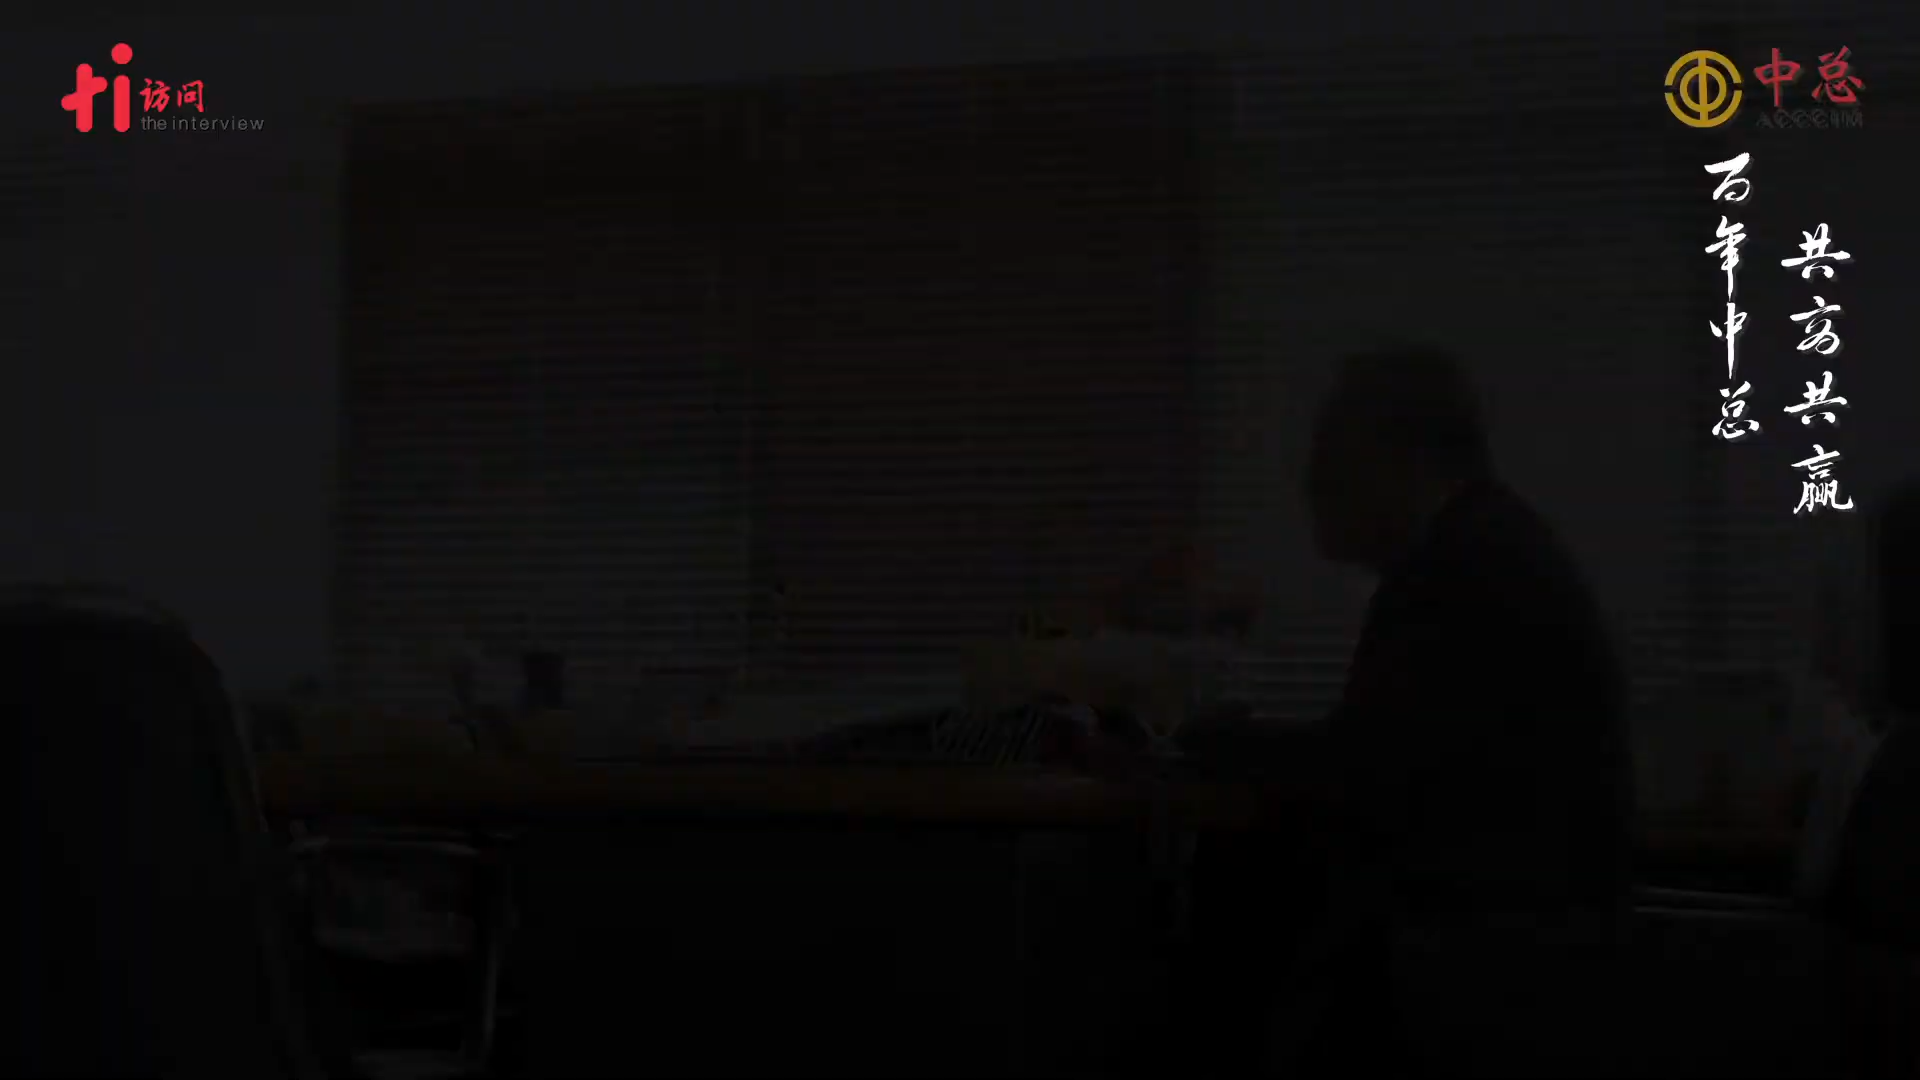 访问
the interview
中总
ACCCIM
百年中总
共商共赢